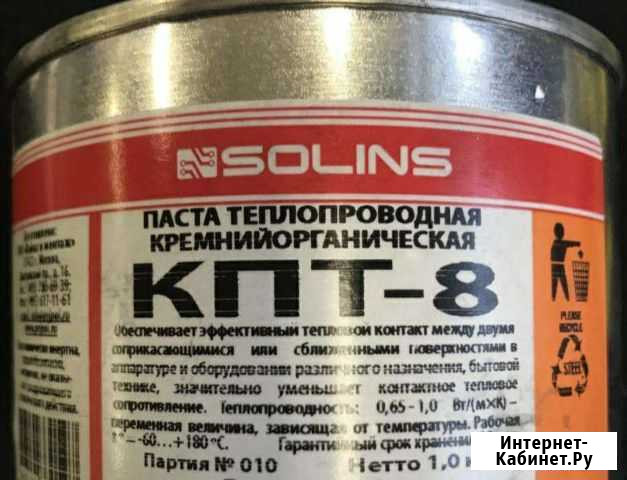 SOLINS
ПАСТА ТЕПЛОПРОВОДНАЯ
КРЕМНИЙОРГАНИЧЕСКАЯ
КПТ-8
Обеспечивает эффективный тепловой контакт между двумя
соприкасающимися или сближенными поверхностями в
аппаратуре и оборудовании различного назначения, бытовой
технике, значительно уменьшает контактное тепловое
сопротивление. Теплопроводность: 0,65-1,0 Вт/(м×К) –
переменная величина, зависящая от температуры. Рабочая
–60...+180°С. Гарантийный срок хранения
Партия № 010 Нетто 1,0
PLEASE
RECYCLE
STEEL
Интернет-
Кабинет.Ру